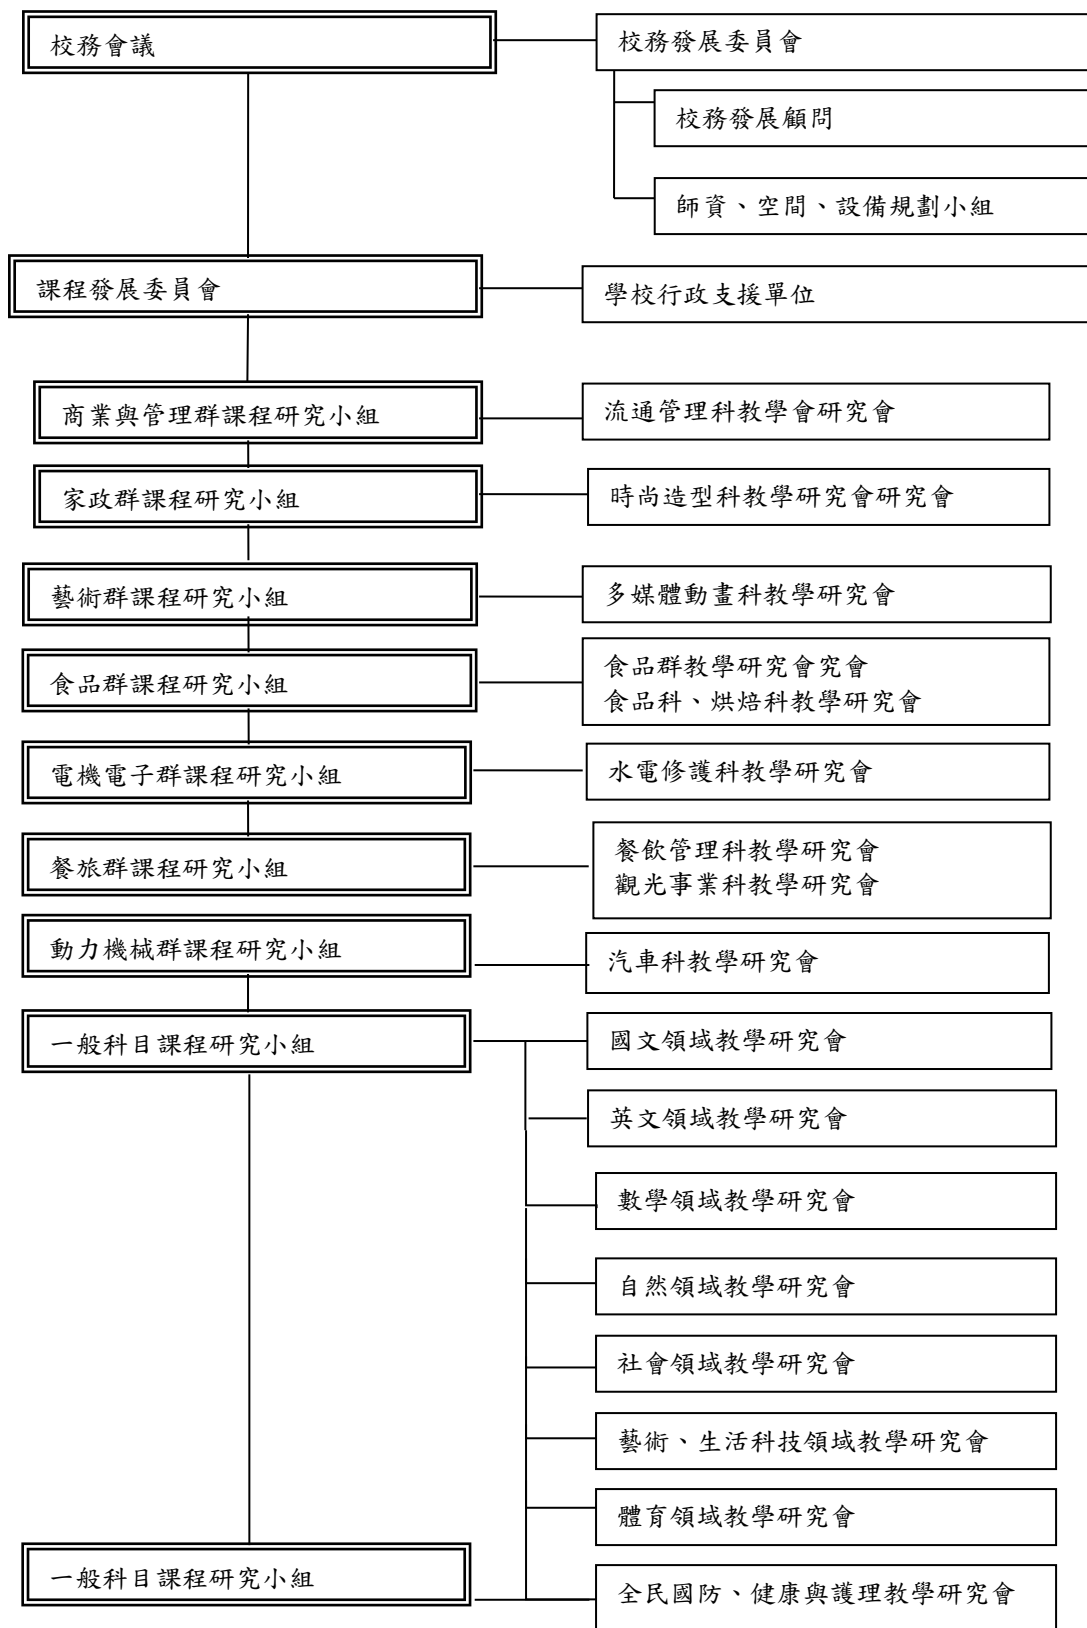 校務會議
校務發展委員會
校務發展顧問
師資、空間、設備規劃小組
課程發展委員會
學校行政支援單位
商業與管理群課程研究小組
流通管理科教學會研究會
家政群課程研究小組
時尚造型科教學研究會研究會
藝術群課程研究小組
多媒體動畫科教學研究會
食品群課程研究小組
食品群教學研究會究會
食品科、烘焙科教學研究會
電機電子群課程研究小組
水電修護科教學研究會
餐旅群課程研究小組
餐飲管理科教學研究會
觀光事業科教學研究會
動力機械群課程研究小組
汽車科教學研究會
一般科目課程研究小組
國文領域教學研究會
英文領域教學研究會
數學領域教學研究會
自然領域教學研究會
社會領域教學研究會
藝術、生活科技領域教學研究會
體育領域教學研究會
一般科目課程研究小組
全民國防、健康與護理教學研究會